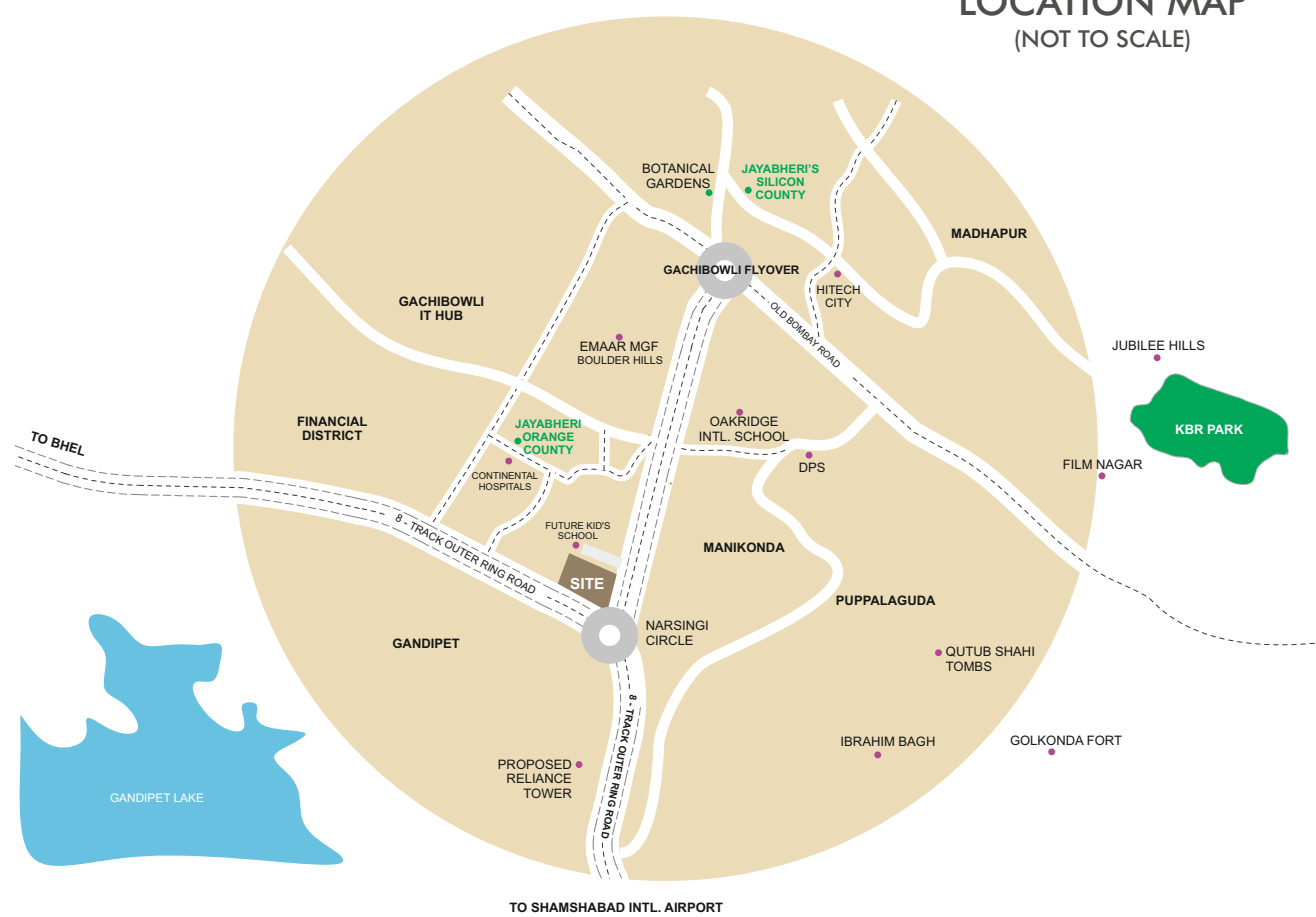 LOCATION MAP
(NOT TO SCALE)
BOTANICAL
GARDENS
JAYABHERI'S
SILICON
COUNTY
MADHAPUR
GACHIBOWLI FLYOVER
HITECH
CITY
GACHIBOWLI
IT HUB
OLD BOMBAY ROAD
EMAAR MGF
BOULDER HILLS
JUBILEE HILLS
KBR PARK
FINANCIAL
DISTRICT
JAYABHERI
ORANGE
COUNTY
OAKRIDGE
INTL. SCHOOL
TO BHEL
DPS
FILM NAGAR
CONTINENTAL
HOSPITALS
8 - TRACK OUTER RING ROAD
FUTURE KID'S
SCHOOL
MANIKONDA
SITE
PUPPALAGUDA
NARSINGI
CIRCLE
GANDIPET
QUTUB SHAHI
TOMBS
8 - TRACK OUTER RING ROAD
IBRAHIM BAGH
GOLKONDA FORT
PROPOSED
RELIANCE
TOWER
GANDIPET LAKE
TO SHAMSHABAD INTL. AIRPORT